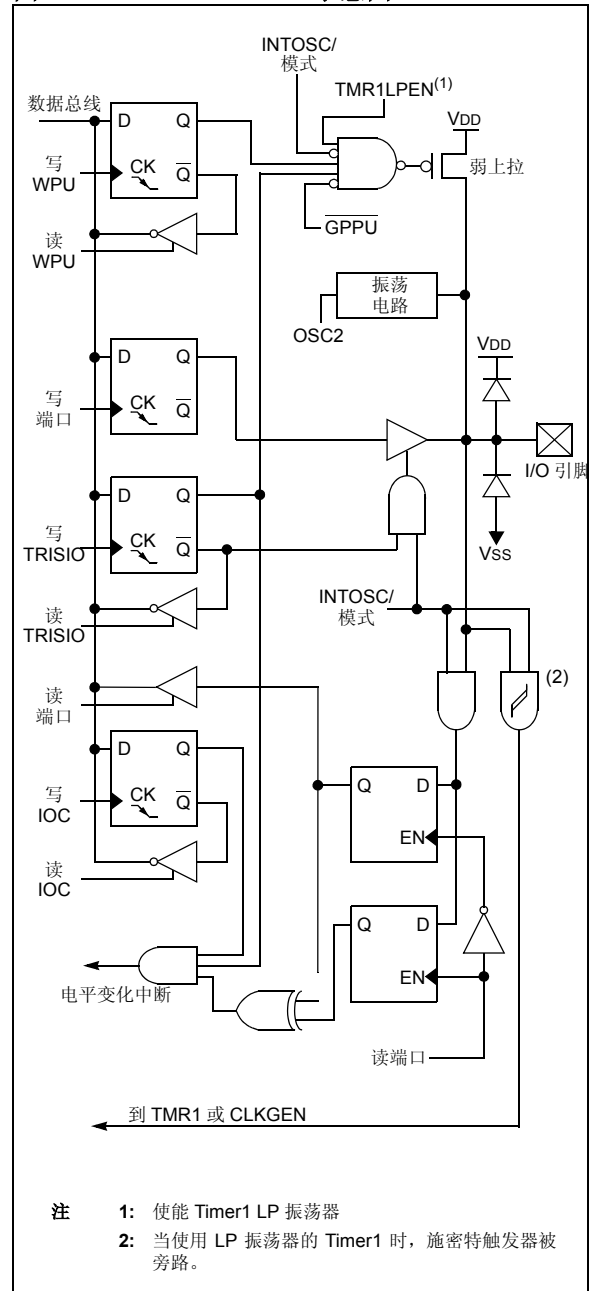 INTOSC/
模式
TMR1LPEN(1)
数据总线
VDD
D Q
写
WPU
CK Q
弱上拉
GPPU
读
WPU
振荡
电路
OSC2
VDD
D Q
写
端口
CK Q
I/O 引脚
D Q
写
TRISIO
CK Q
VSS
INTOSC/
模式
读
TRISIO
(2)
读
端口
D Q
Q D
写
IOC
CK Q
EN
读
IOC
Q D
EN
电平变化中断
读端口
到 TMR1 或 CLKGEN
注 1: 使能 Timer1 LP 振荡器
2: 当使用 LP 振荡器的 Timer1 时，施密特触发器被
旁路。